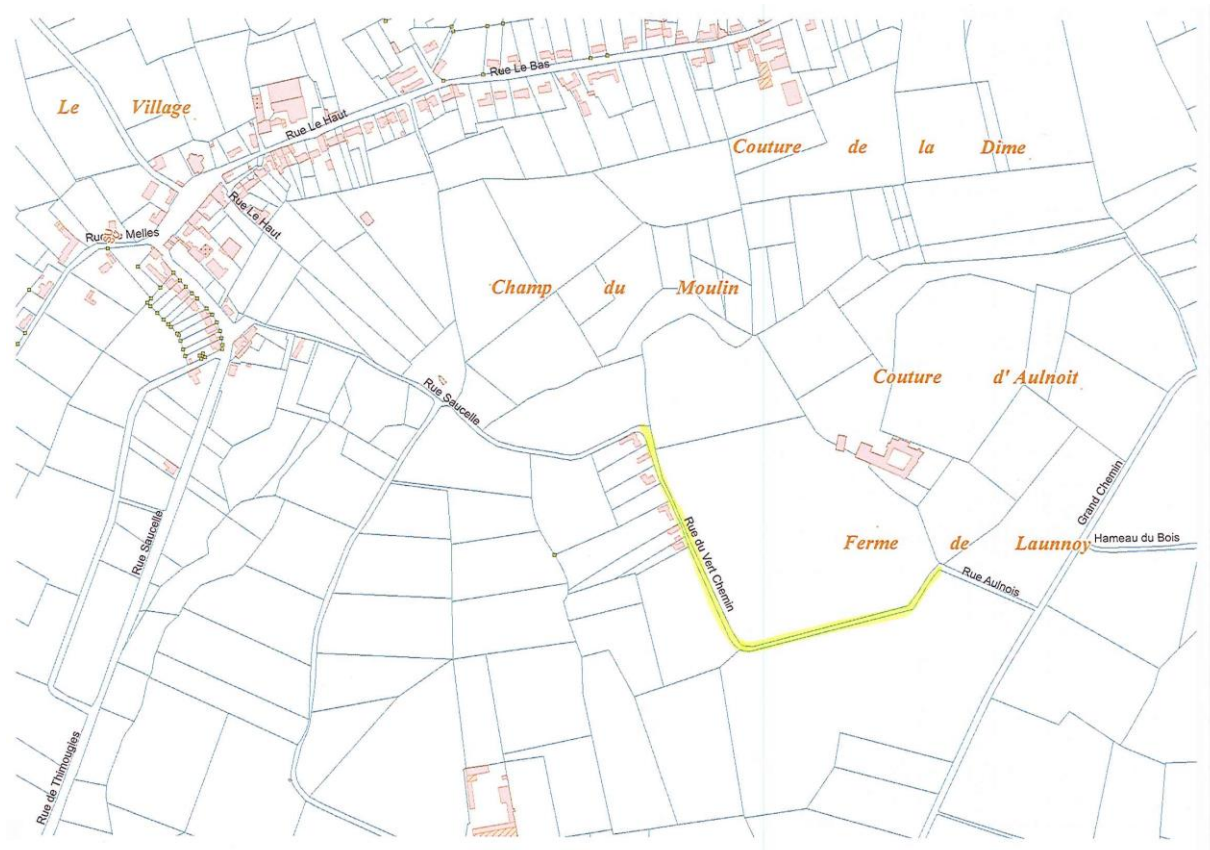 Rue Le Bas
Le Village
Rue Le Haut
Couture de la Dime
Rue Le Haut
Melles
Champ du Moulin
Couture d'Aulnoit
Rue Saucelle
Grand Chemin
Rue Saucelle
Rue du Vert Chemin
Ferme de Launnoy
Hameau du Bois
Rue Aulnois
Rue de Thimougies